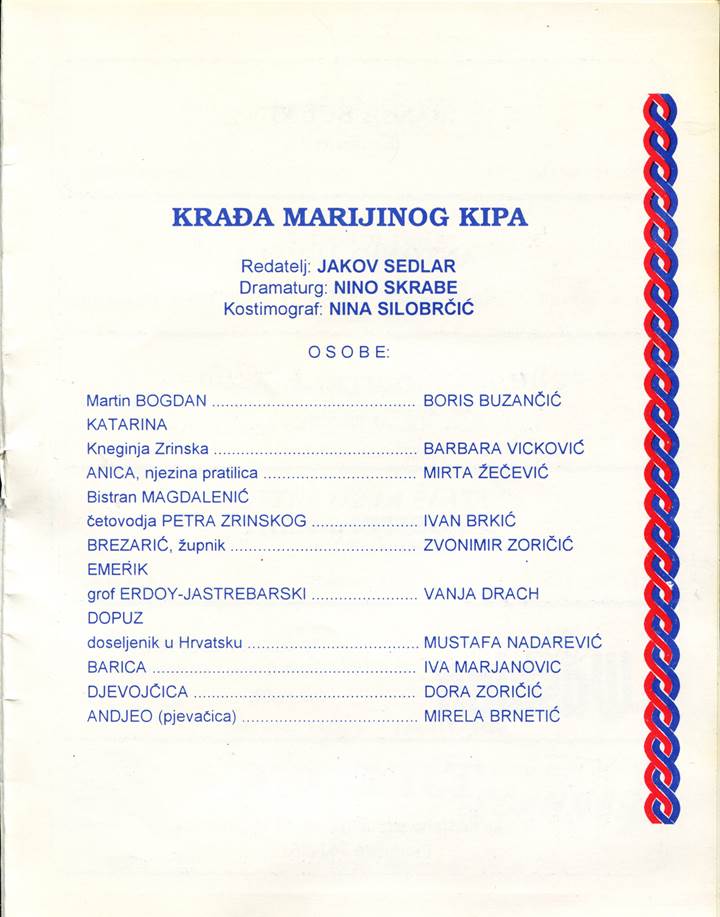 KRAĐA MARIJINOG KIPA
Redatelj: JAKOV SEDLAR
Dramaturg: NINO SKRABE
Kostimograf: NINA SILOBRČIĆ
O S O B E:
Martin BOGDAN ............................................ BORIS BUZANČIĆ
KATARINA
Kneginja Zrinska ............................................ BARBARA VICKOVIĆ
ANICA, njezina pratilica ................................. MIRTA ŽEČEVIĆ
Bistran MAGDALENIĆ
četovodja PETRA ZRINSKOG ....................... IVAN BRKIĆ
BREZARIĆ, župnik ........................................ ZVONIMIR ZORIČIĆ
EMERIK
grof ERDOY-JASTREBARSKI ....................... VANJA DRACH
DOPUZ
doseljenik u Hrvatsku ..................................... MUSTAFA NADAREVIĆ
BARICA ......................................................... IVA MARJANOVIC
DJEVOJČICA ................................................ DORA ZORIČIĆ
ANDJEO (pjevačica) ...................................... MIRELA BRNETIĆ